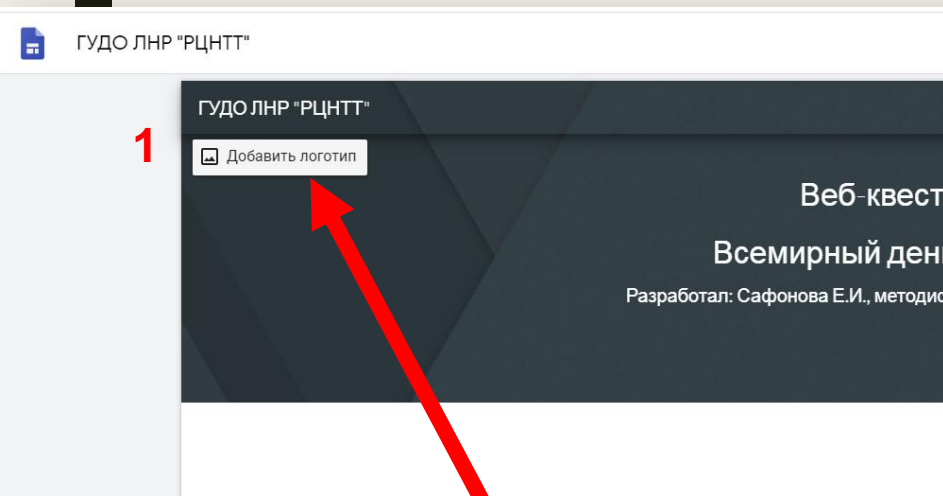 ГУДО ЛНР "РЦНТТ"
ГУДО ЛНР "РЦНТТ"
1
Добавить логотип
Веб-квест
Всемирный ден
Разработал: Сафонова Е.И., методис